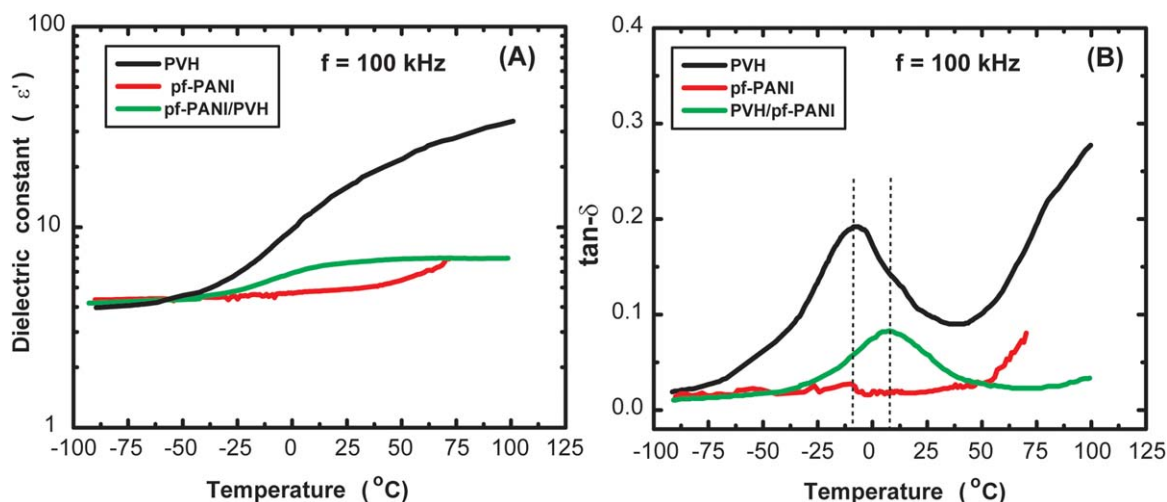 100
10
1
Dielectric constant ( ε' )
PVH
pf-PANI
pf-PANI/PVH
f = 100 kHz
(A)
-100 -75 -50 -25 0 25 50 75 100 125
Temperature (°C)
0.4
0.3
0.2
0.1
0.0
tan-δ
PVH
pf-PANI
PVH/pf-PANI
f = 100 kHz
(B)
-100 -75 -50 -25 0 25 50 75 100 125
Temperature (°C)